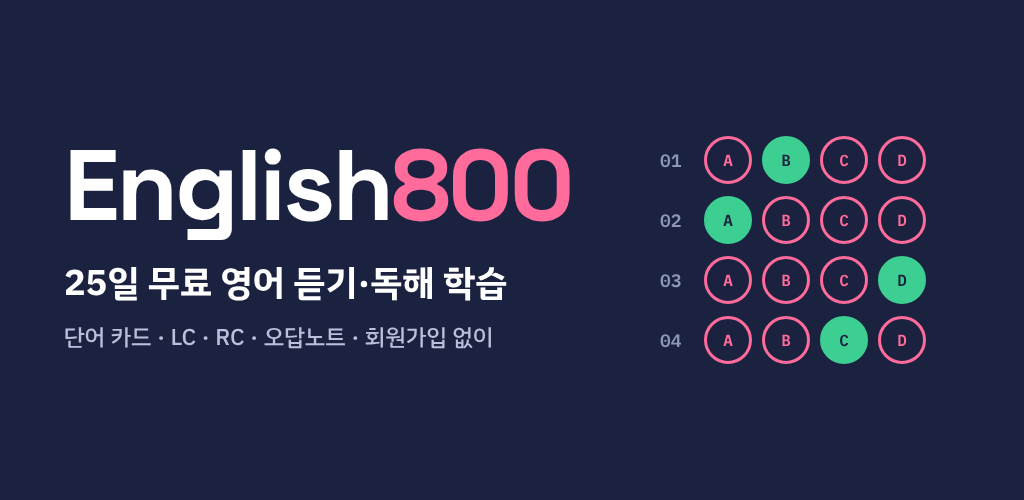 English800
25일 무료 영어 듣기·독해 학습
단어 카드 · LC · RC · 오답노트 · 회원가입 없이
01 A B C D
02 A B C D
03 A B C D
04 A B C D